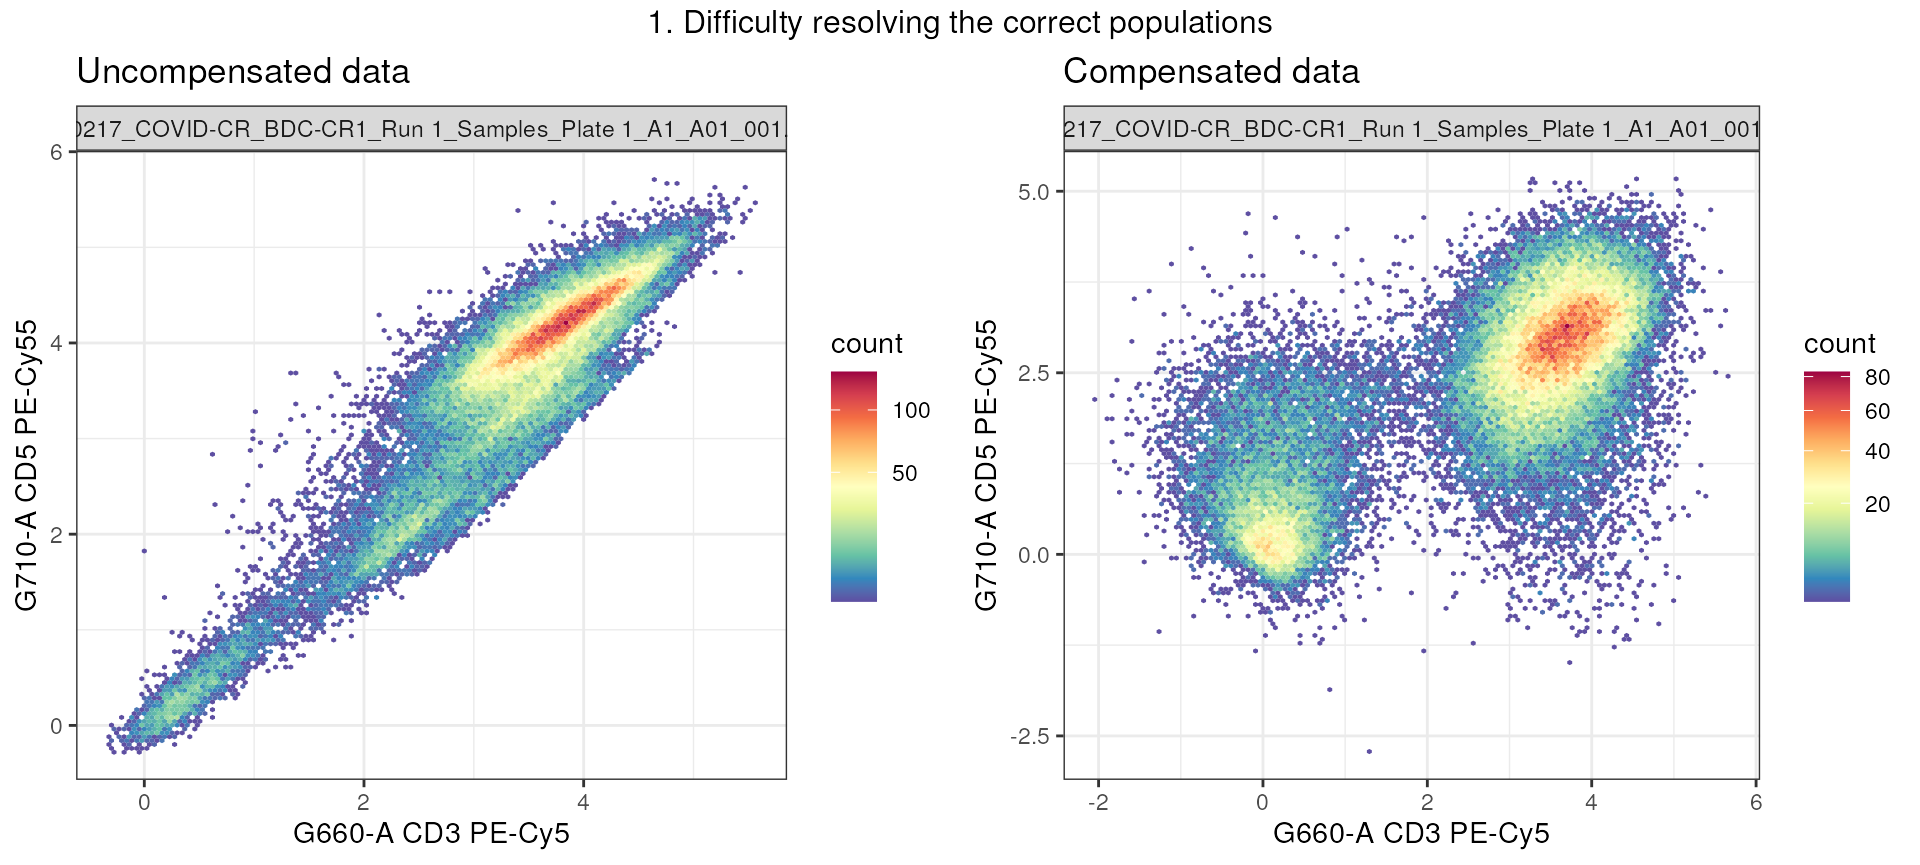 1. Difficulty resolving the correct populations
Uncompensated data
0217_COVID-CR_BDC-CR1_Run 1_Samples_Plate 1_A1_A01_001.
6
4
2
0
G710-A CD5 PE-Cy55
0 2 4
G660-A CD3 PE-Cy5
count
100
50
Compensated data
217_COVID-CR_BDC-CR1_Run 1_Samples_Plate 1_A1_A01_001
5.0
2.5
0.0
-2.5
G710-A CD5 PE-Cy55
-2 0 2 4 6
G660-A CD3 PE-Cy5
count
80
60
40
20